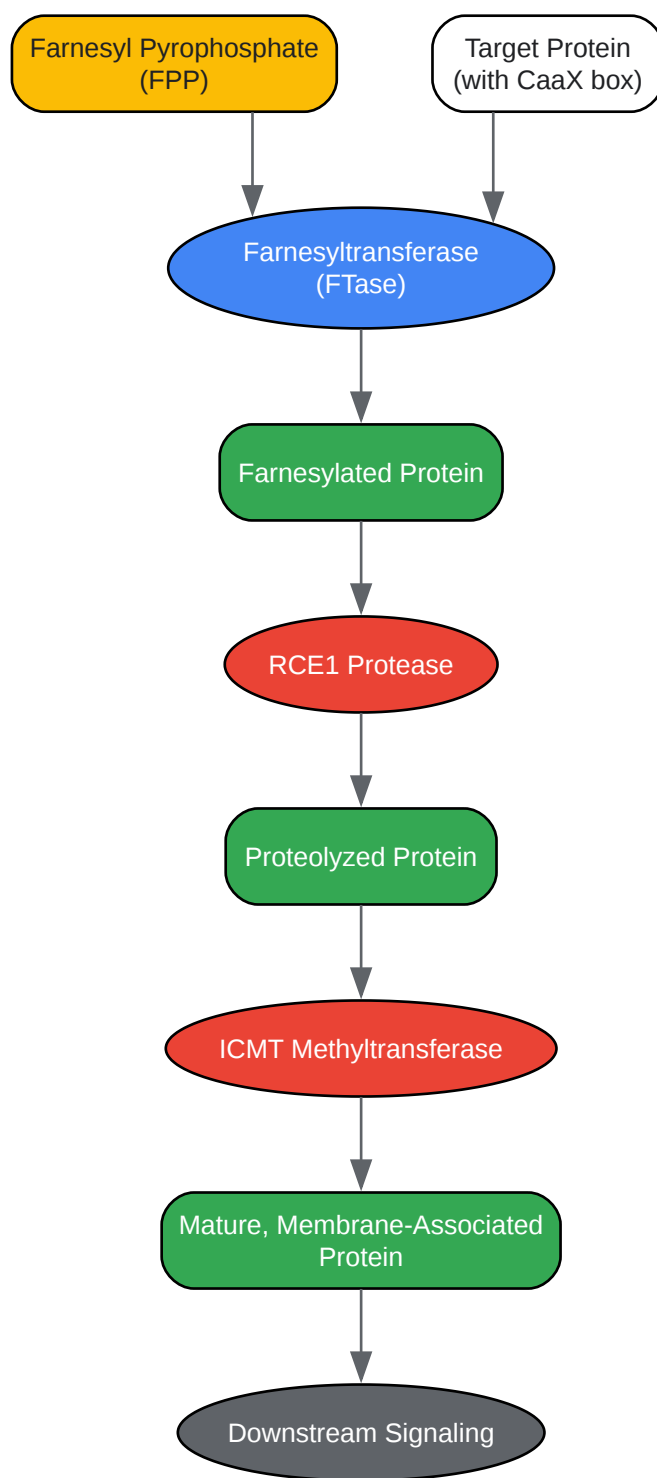 Farnesyl Pyrophosphate
(FPP)
Target Protein
(with CaaX box)
Farnesyltransferase
(FTase)
Farnesylated Protein
RCE1 Protease
Proteolyzed Protein
ICMT Methyltransferase
Mature, Membrane-Associated
Protein
Downstream Signaling